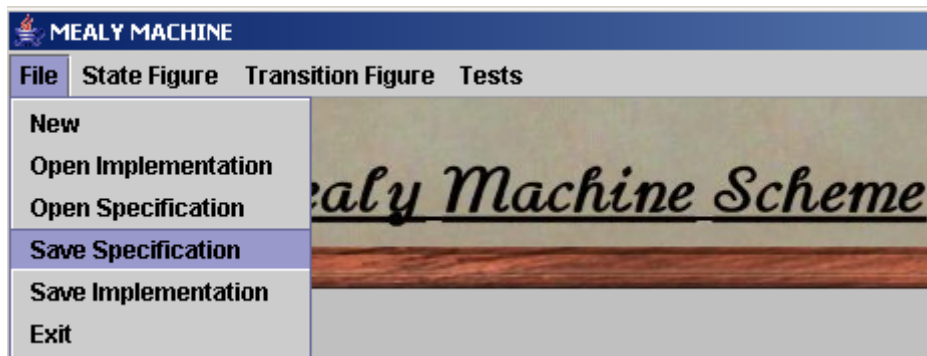 MEALY MACHINE
File State Figure Transition Figure Tests
New
Open Implementation
Open Specification
Save Specification
Save Implementation
Exit
ealy Machine Scheme